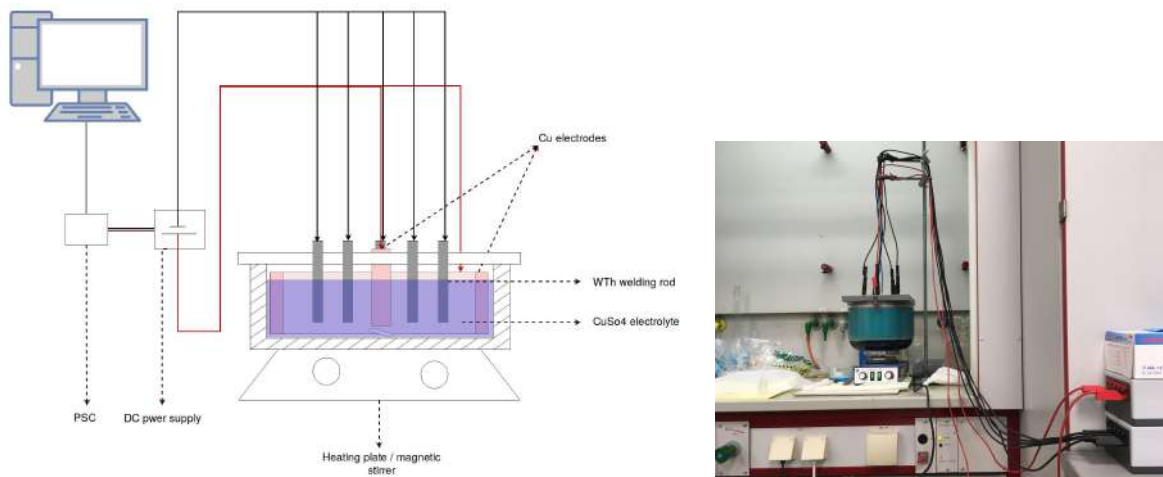 Cu electrodes
WTh welding rod
CuSo4 electrolyte
PSC
DC pwer supply
Heating plate / magnetic
stirrer